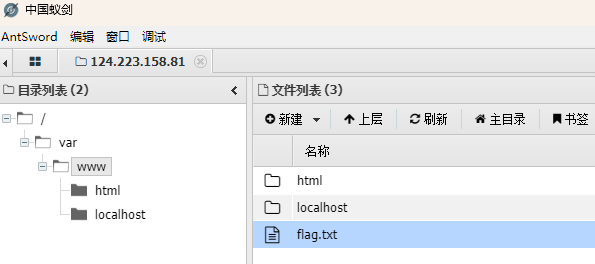 中国蚁剑
AntSword 编辑 窗口 调试
124.223.158.81
目录列表 (2)
/
var
www
html
localhost
文件列表 (3)
新建 上层 刷新 主目录 书签
名称
html
localhost
flag.txt